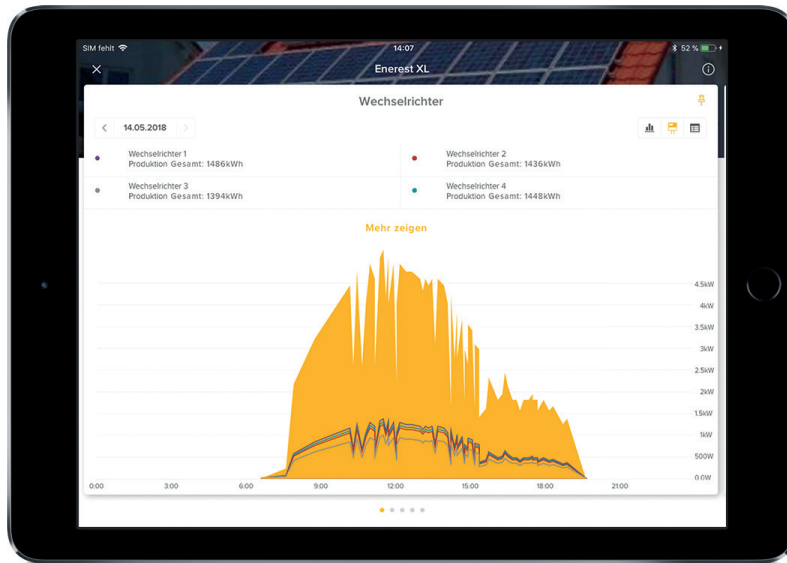 SIM fehlt
14:07
52 %
Enerest XL
Wechselrichter
14.05.2018
Wechselrichter 1
Produktion Gesamt: 1486kWh
Wechselrichter 2
Produktion Gesamt: 1436kWh
Wechselrichter 3
Produktion Gesamt: 1394kWh
Wechselrichter 4
Produktion Gesamt: 1448kWh
Mehr zeigen
4.5kW
4kW
3.5kW
3kW
2.5kW
2kW
1.5kW
1kW
500W
0.0W
0:00
3:00
6:00
9:00
12:00
15:00
18:00
21:00